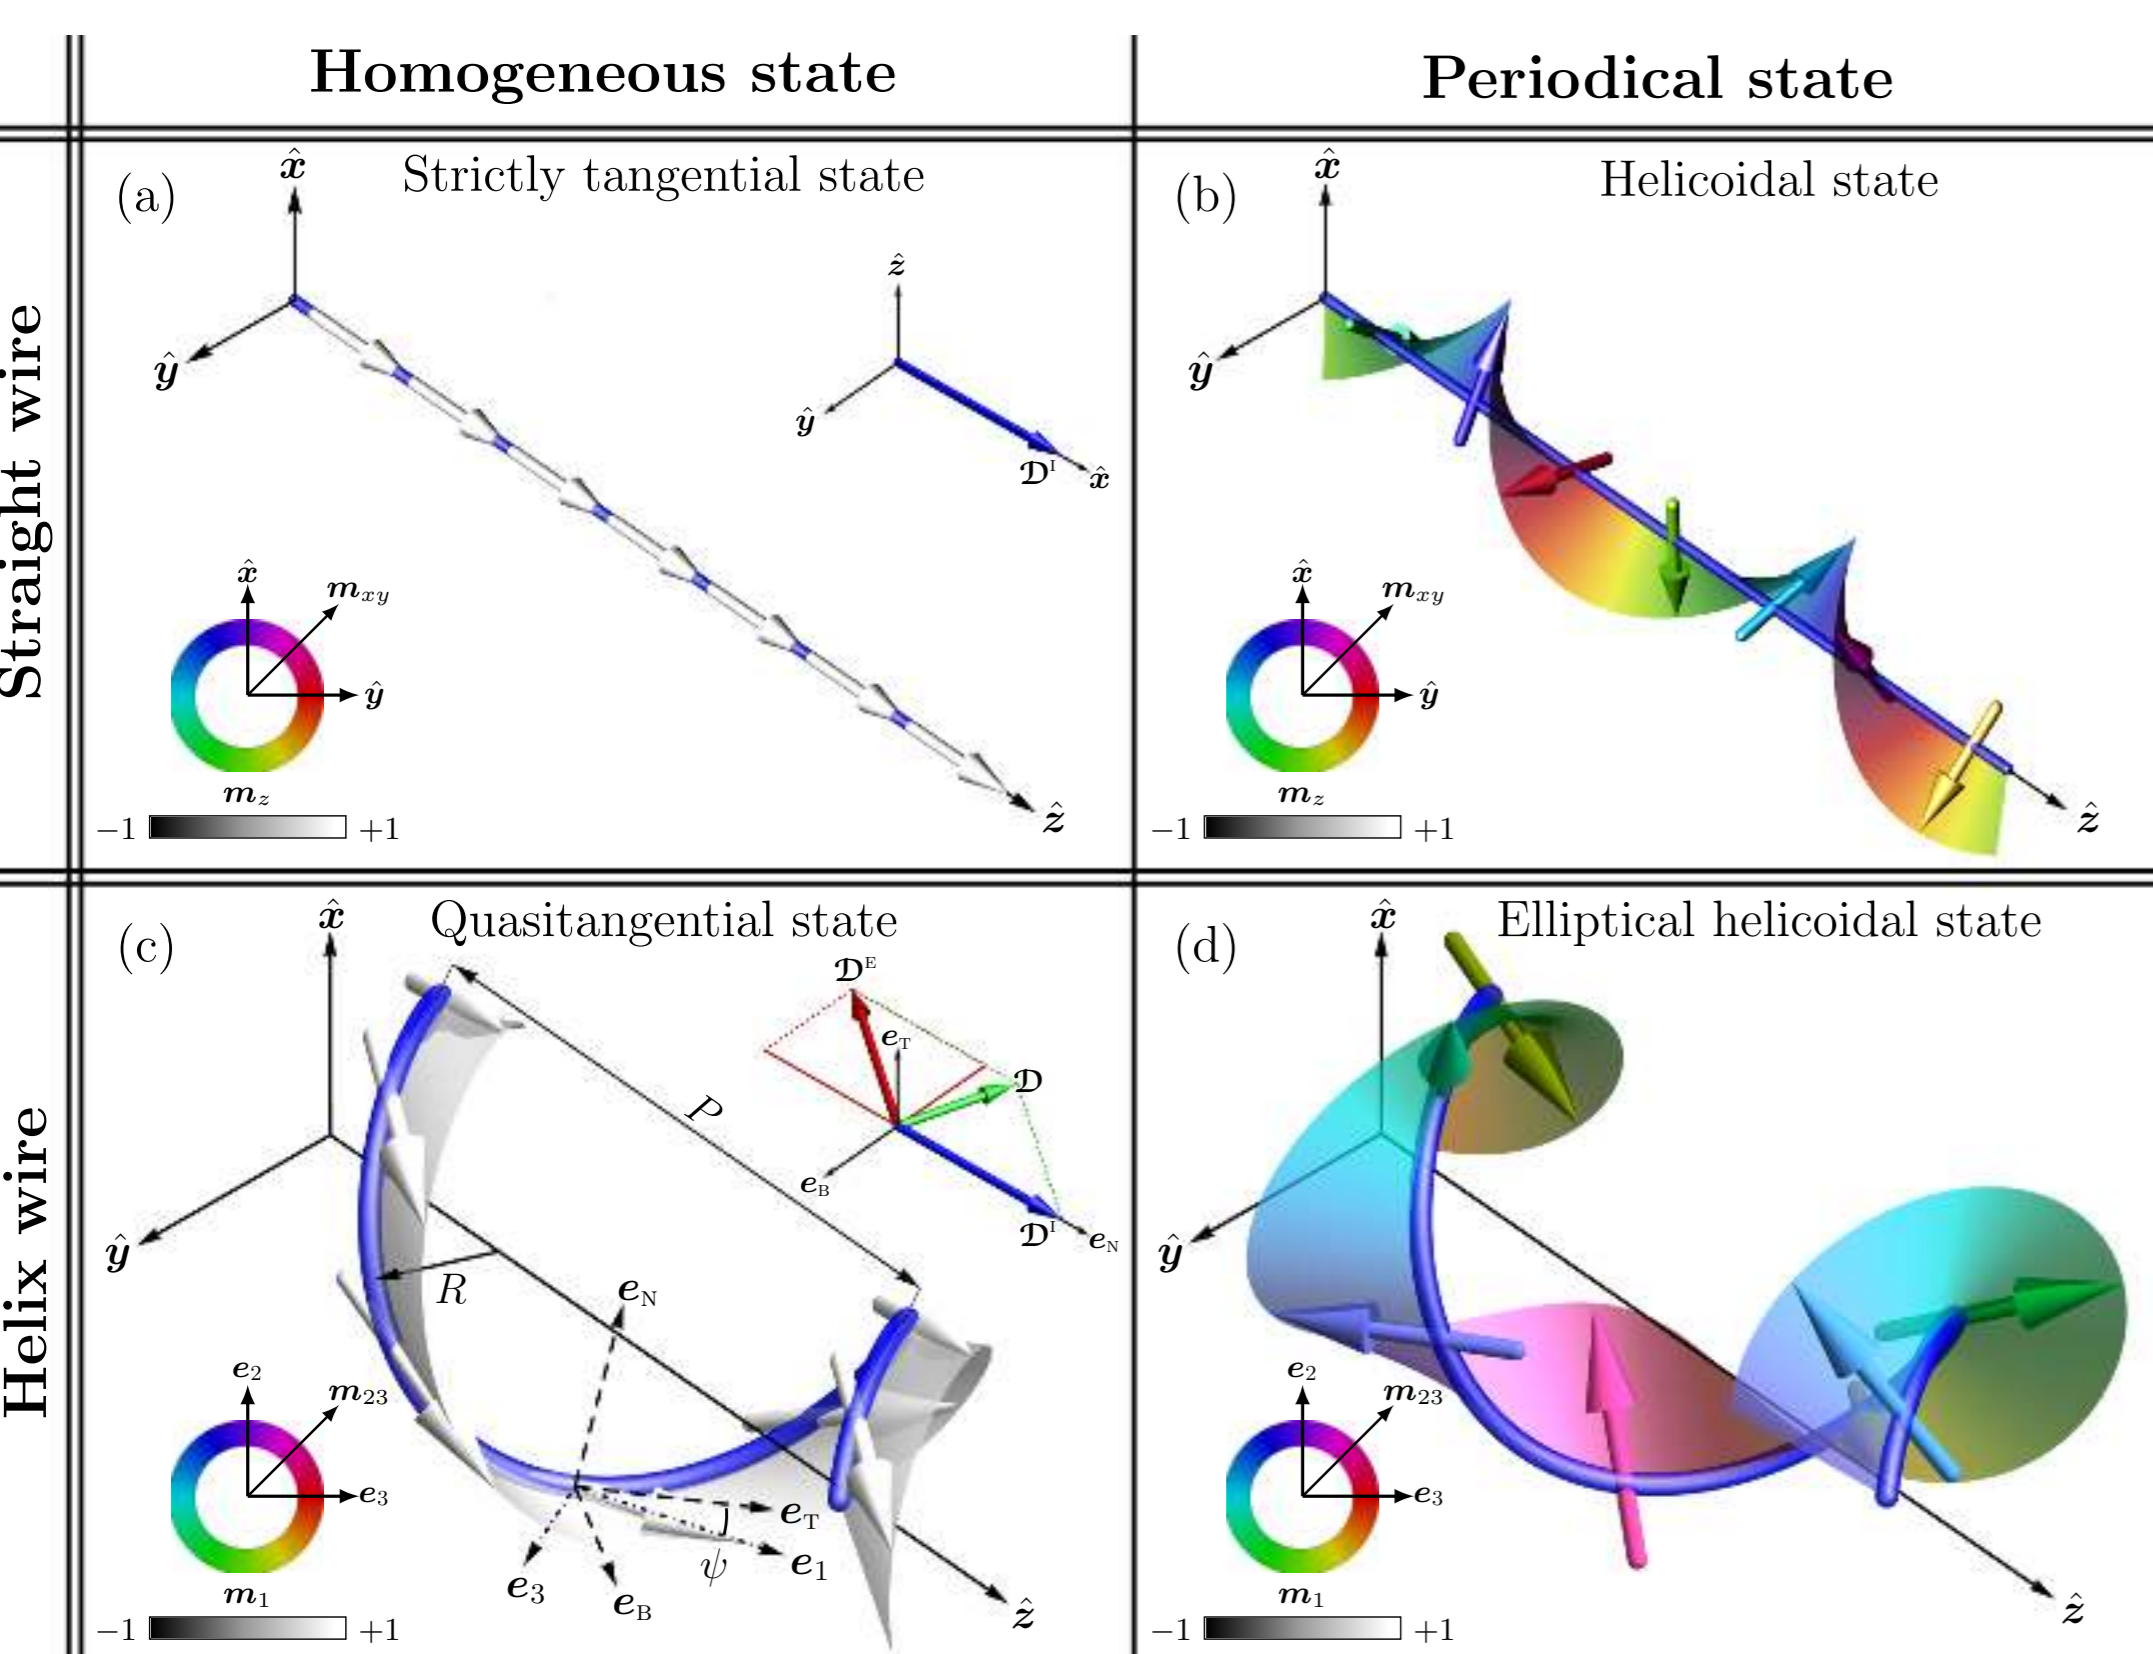 Homogeneous state
Periodical state
Straight wire
Helix wire
(a)
Strictly tangential state
x̂
ŷ
ẑ
ẑ
ŷ
x̂
𝒟ᴵ
x̂
m_xy
ŷ
m_z
−1
+1
(b)
Helicoidal state
x̂
ŷ
ẑ
x̂
m_xy
ŷ
m_z
−1
+1
(c)
Quasitangential state
x̂
ŷ
ẑ
P
R
𝒟ᴱ
e_T
𝒟
e_B
𝒟ᴵ
e_N
e_N
e_T
e_1
ψ
e_3
e_B
e_2
m_23
e_3
m_1
−1
+1
(d)
Elliptical helicoidal state
x̂
ŷ
ẑ
e_2
m_23
e_3
m_1
−1
+1